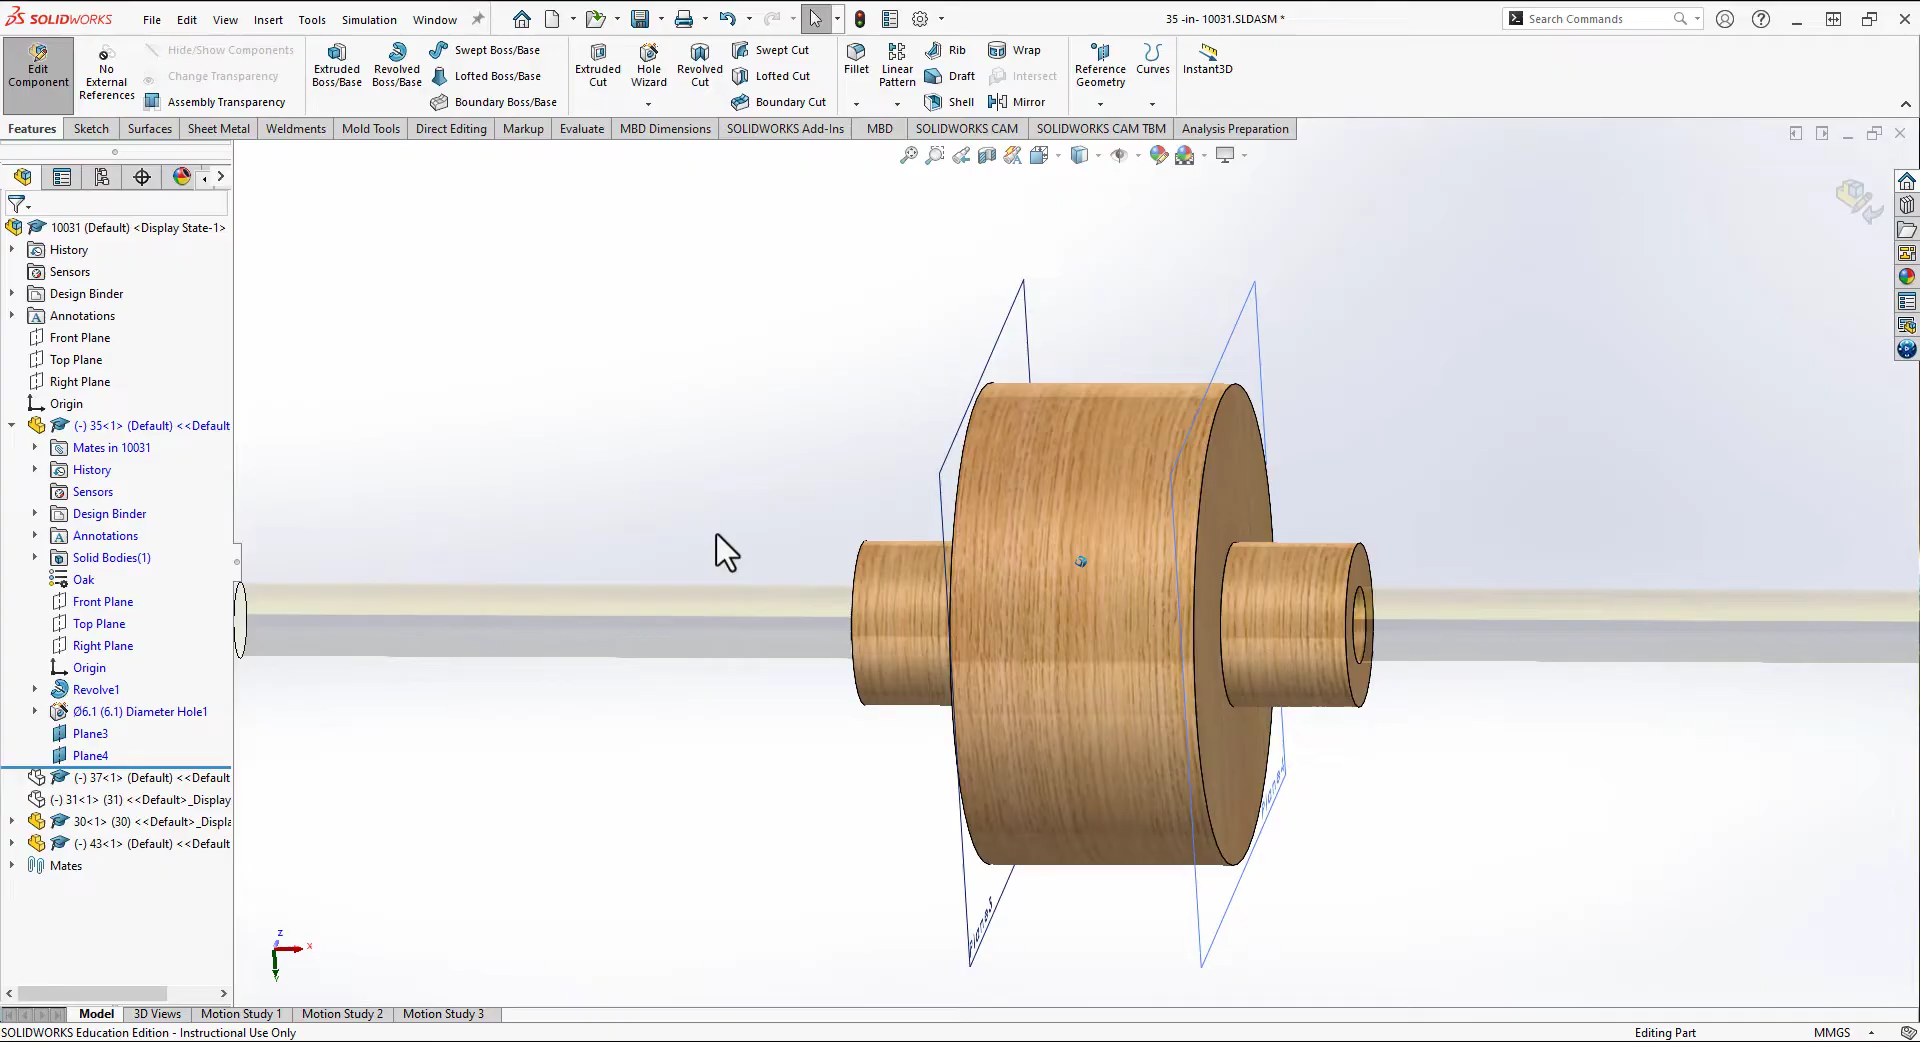 SOLIDWORKS File Edit View Insert Tools Simulation Window 35 -in- 10031.SLDASM * Search Commands
Edit Component
No External References
Hide/Show Components
Change Transparency
Assembly Transparency
Extruded Boss/Base
Revolved Boss/Base
Swept Boss/Base
Lofted Boss/Base
Boundary Boss/Base
Extruded Cut
Hole Wizard
Revolved Cut
Swept Cut
Lofted Cut
Boundary Cut
Fillet
Linear Pattern
Rib
Draft
Shell
Wrap
Intersect
Mirror
Reference Geometry
Curves
Instant3D
Features Sketch Surfaces Sheet Metal Weldments Mold Tools Direct Editing Markup Evaluate MBD Dimensions SOLIDWORKS Add-Ins MBD SOLIDWORKS CAM SOLIDWORKS CAM TBM Analysis Preparation
10031 (Default) <Display State-1>
History
Sensors
Design Binder
Annotations
Front Plane
Top Plane
Right Plane
Origin
(-) 35<1> (Default) <<Default
Mates in 10031
History
Sensors
Design Binder
Annotations
Solid Bodies(1)
Oak
Front Plane
Top Plane
Right Plane
Origin
Revolve1
Ø6.1 (6.1) Diameter Hole1
Plane3
Plane4
(-) 37<1> (Default) <<Default
(-) 31<1> (31) <<Default>_Display
30<1> (30) <<Default>_Displa
(-) 43<1> (Default) <<Default
Mates
z
x
Y
Model 3D Views Motion Study 1 Motion Study 2 Motion Study 3
SOLIDWORKS Education Edition - Instructional Use Only Editing Part MMGS